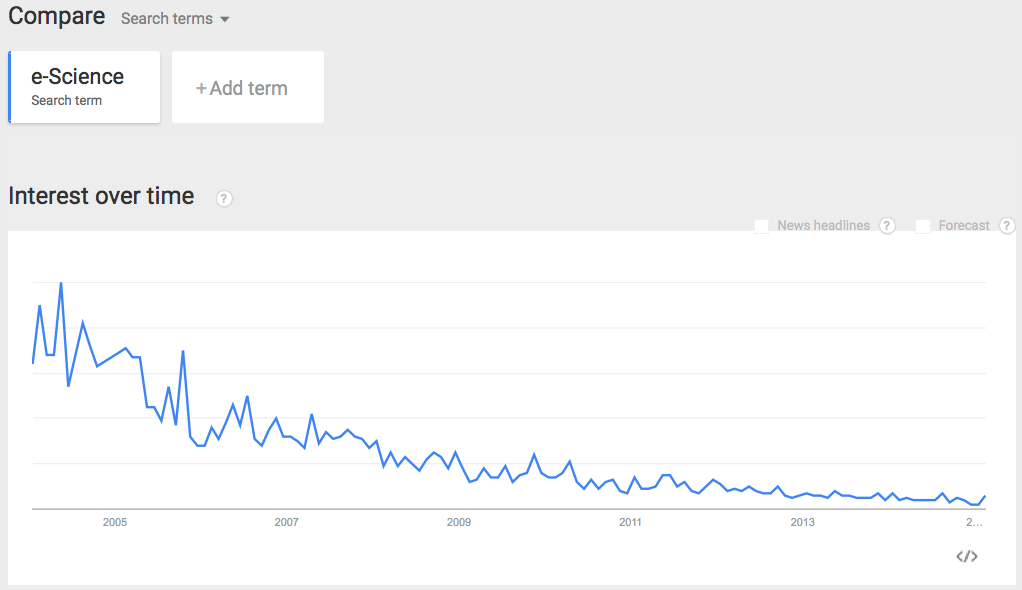 Compare Search terms
e-Science
Search term
+ Add term
Interest over time ?
News headlines ? Forecast ?
2005 2007 2009 2011 2013 2...
</>